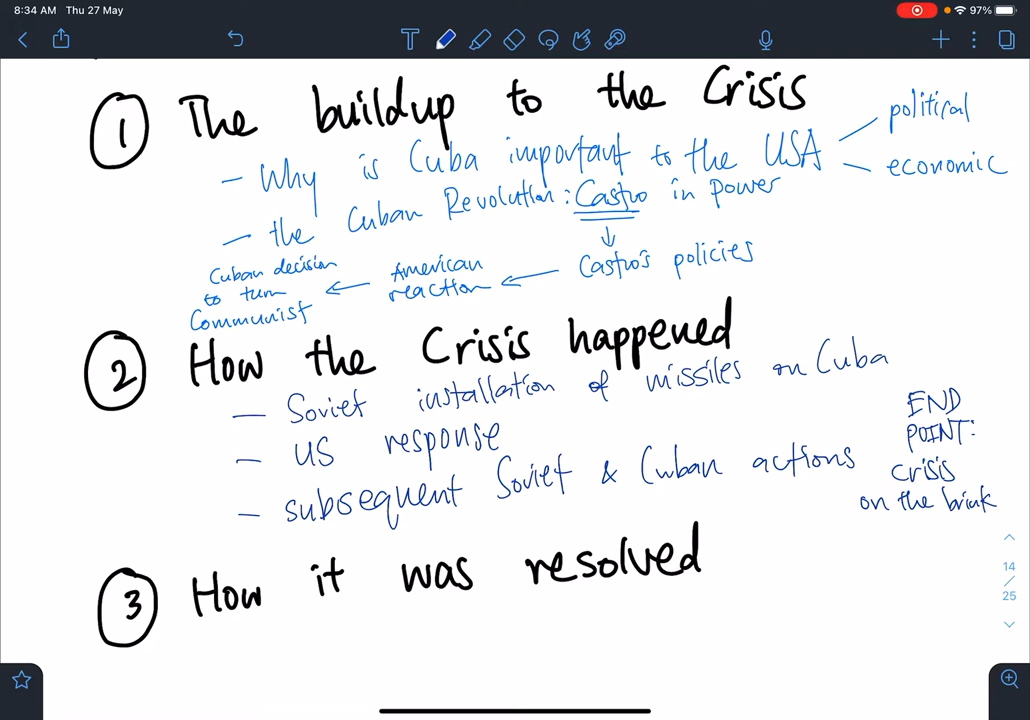 8:34 AM Thu 27 May
97%
T
1 The buildup to the Crisis
- Why is Cuba important to the USA
political
economic
- the Cuban Revolution: Castro in power
Castro's policies
American
reaction
Cuban decision
to turn
Communist
2 How the Crisis happened
- Soviet installation of missiles on Cuba
- US response
- subsequent Soviet & Cuban actions
END
POINT:
crisis
on the brink
3 How it was resolved
14
/
25